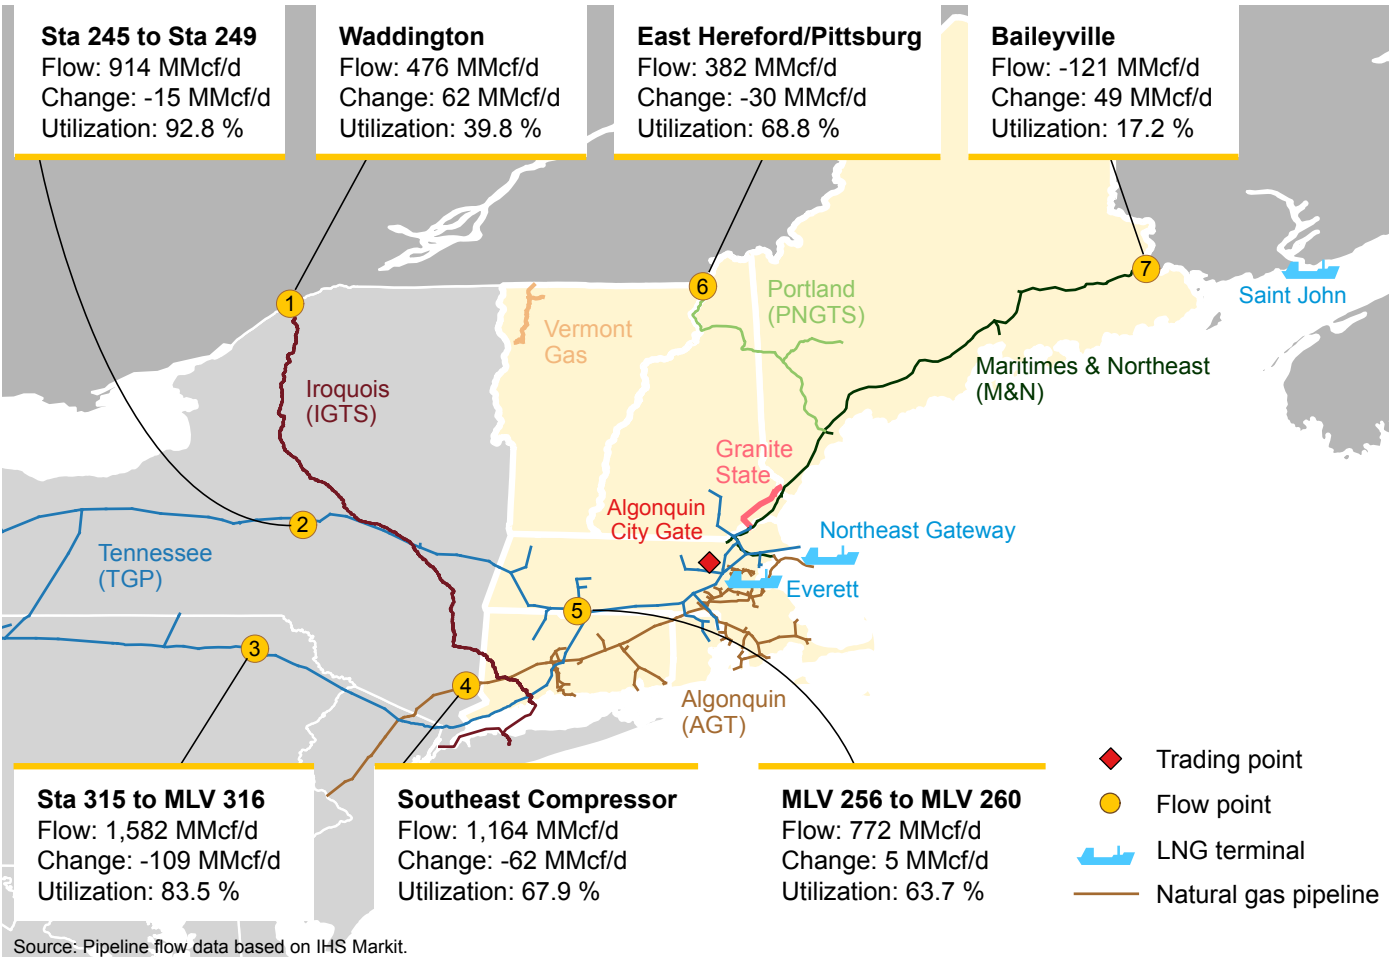 Sta 245 to Sta 249
Flow: 914 MMcf/d
Change: -15 MMcf/d
Utilization: 92.8 %
Waddington
Flow: 476 MMcf/d
Change: 62 MMcf/d
Utilization: 39.8 %
East Hereford/Pittsburg
Flow: 382 MMcf/d
Change: -30 MMcf/d
Utilization: 68.8 %
Baileyville
Flow: -121 MMcf/d
Change: 49 MMcf/d
Utilization: 17.2 %
1
6
7
Saint John
Portland
(PNGTS)
Vermont
Gas
Maritimes & Northeast
(M&N)
Iroquois
(IGTS)
Granite
State
Algonquin
City Gate
2
Northeast Gateway
Tennessee
(TGP)
Everett
5
3
4
Algonquin
(AGT)
Sta 315 to MLV 316
Flow: 1,582 MMcf/d
Change: -109 MMcf/d
Utilization: 83.5 %
Southeast Compressor
Flow: 1,164 MMcf/d
Change: -62 MMcf/d
Utilization: 67.9 %
MLV 256 to MLV 260
Flow: 772 MMcf/d
Change: 5 MMcf/d
Utilization: 63.7 %
Trading point
Flow point
LNG terminal
Natural gas pipeline
Source: Pipeline flow data based on IHS Markit.